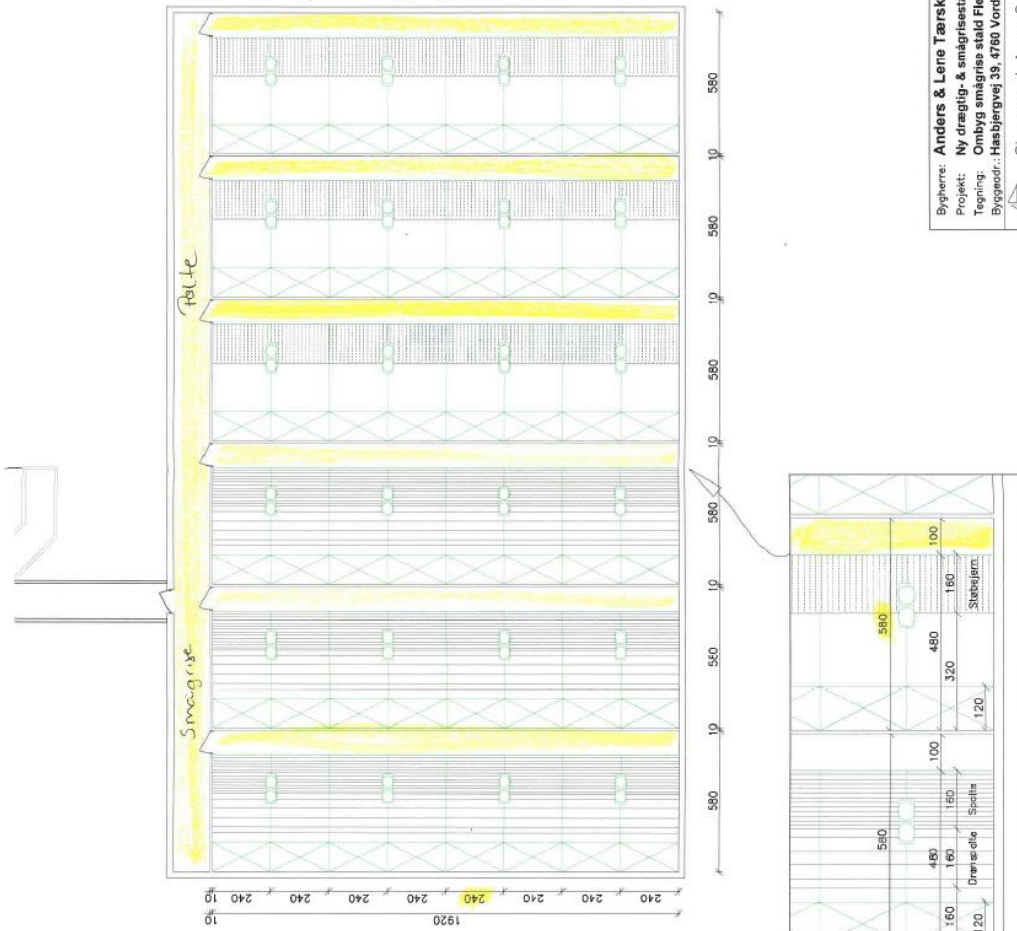 Bygherre: Anders & Lene Tærsk
Projekt: Ny drægtig- & smågrisesta
Tegning: Ombyg smågrise stald Fle
Byggeadr.: Hasbjergvej 39, 4760 Vord
Polte
Smågrise
580
10
580
10
580
10
580
10
580
10
580
10 240 240 240 240 240 240 240 240
10 1920
100
160
Støbejern
580
480
320
120
100
160
Spalte
580
480
160
Drænspalte
160
120